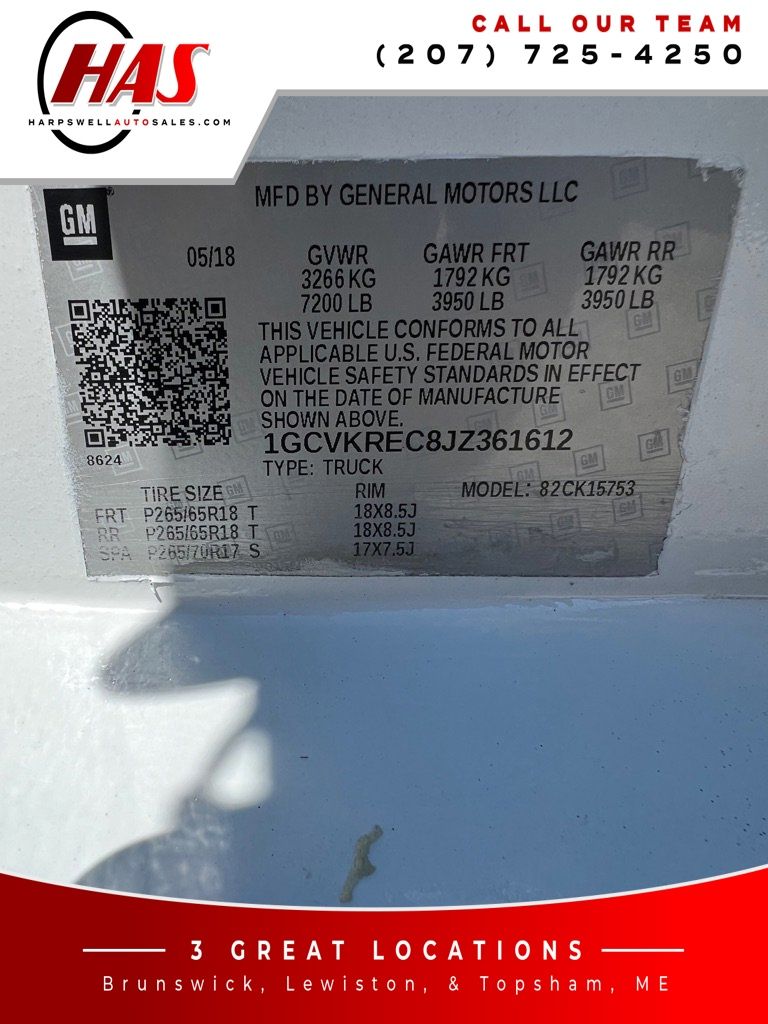 CALL OUR TEAM
(207) 725-4250
HAS
HARPSWELLAUTOSALES.COM
MFD BY GENERAL MOTORS LLC
GM
05/18 GVWR GAWR FRT GAWR RR
3266 KG 1792 KG 1792 KG
7200 LB 3950 LB 3950 LB
THIS VEHICLE CONFORMS TO ALL
APPLICABLE U.S. FEDERAL MOTOR
VEHICLE SAFETY STANDARDS IN EFFECT
ON THE DATE OF MANUFACTURE
SHOWN ABOVE.
1GCVKREC8JZ361612
8624
TYPE: TRUCK
TIRE SIZE RIM MODEL: 82CK15753
FRT P265/65R18 T 18X8.5J
RR P265/65R18 T 18X8.5J
SPA P265/70R17 S 17X7.5J
3 GREAT LOCATIONS
Brunswick, Lewiston, & Topsham, ME